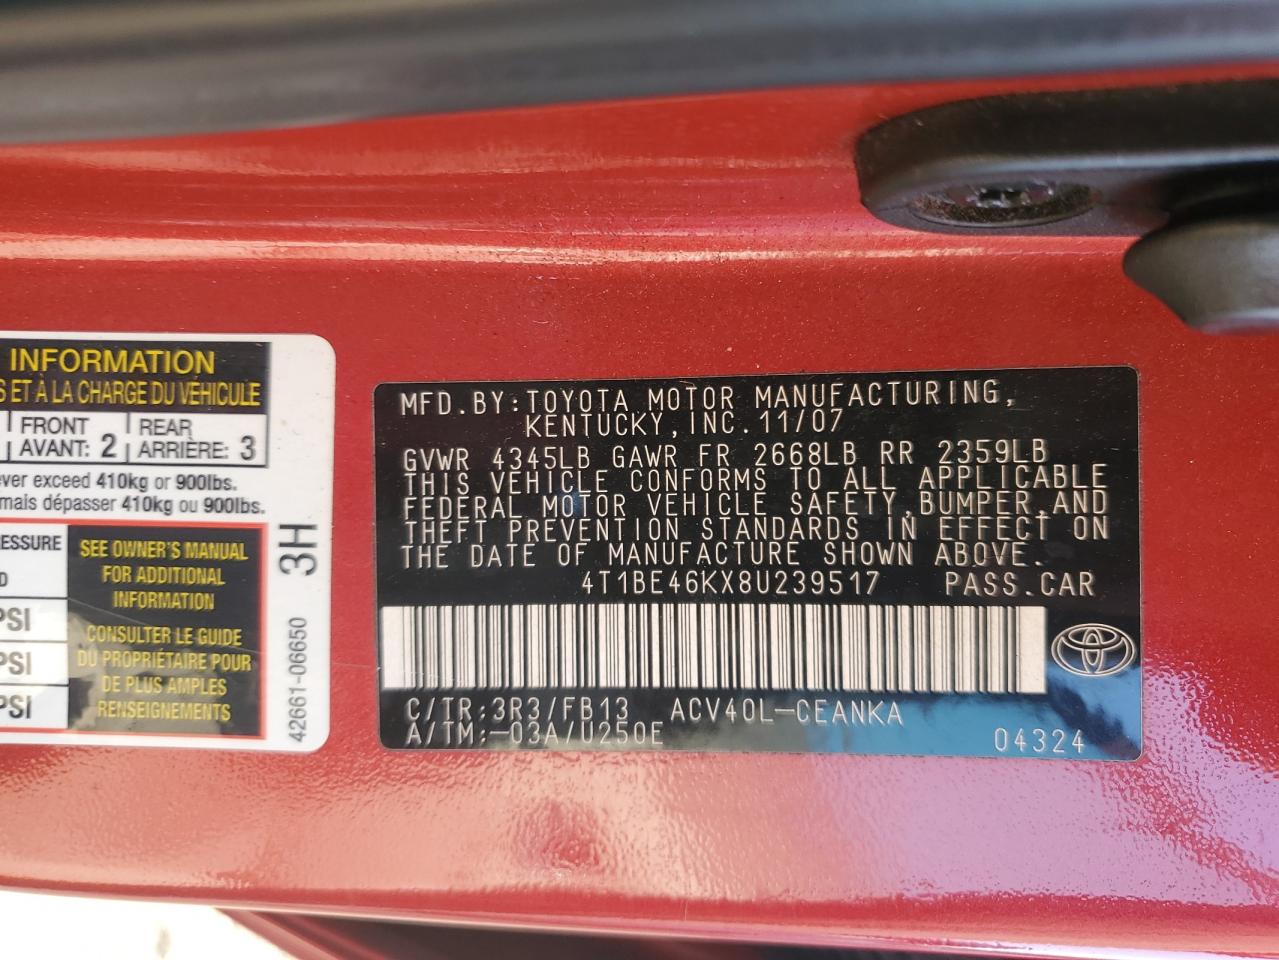 INFORMATION
S ET À LA CHARGE DU VÉHICULE
FRONT
AVANT: 2
REAR
ARRIÈRE: 3
ver exceed 410kg or 900lbs.
mais dépasser 410kg ou 900lbs.
ESSURE
D
PSI
PSI
PSI
SEE OWNER'S MANUAL
FOR ADDITIONAL
INFORMATION
CONSULTER LE GUIDE
DU PROPRIÉTAIRE POUR
DE PLUS AMPLES
RENSEIGNEMENTS
3H
42661-06650
MFD.BY:TOYOTA MOTOR MANUFACTURING,
KENTUCKY,INC.11/07
GVWR 4345LB GAWR FR 2668LB RR 2359LB
THIS VEHICLE CONFORMS TO ALL APPLICABLE
FEDERAL MOTOR VEHICLE SAFETY,BUMPER,AND
THEFT PREVENTION STANDARDS IN EFFECT ON
THE DATE OF MANUFACTURE SHOWN ABOVE.
4T1BE46KX8U239517 PASS.CAR
C/TR:3R3/FB13 ACV40L-CEANKA
A/TM:-03A/U250E 04324